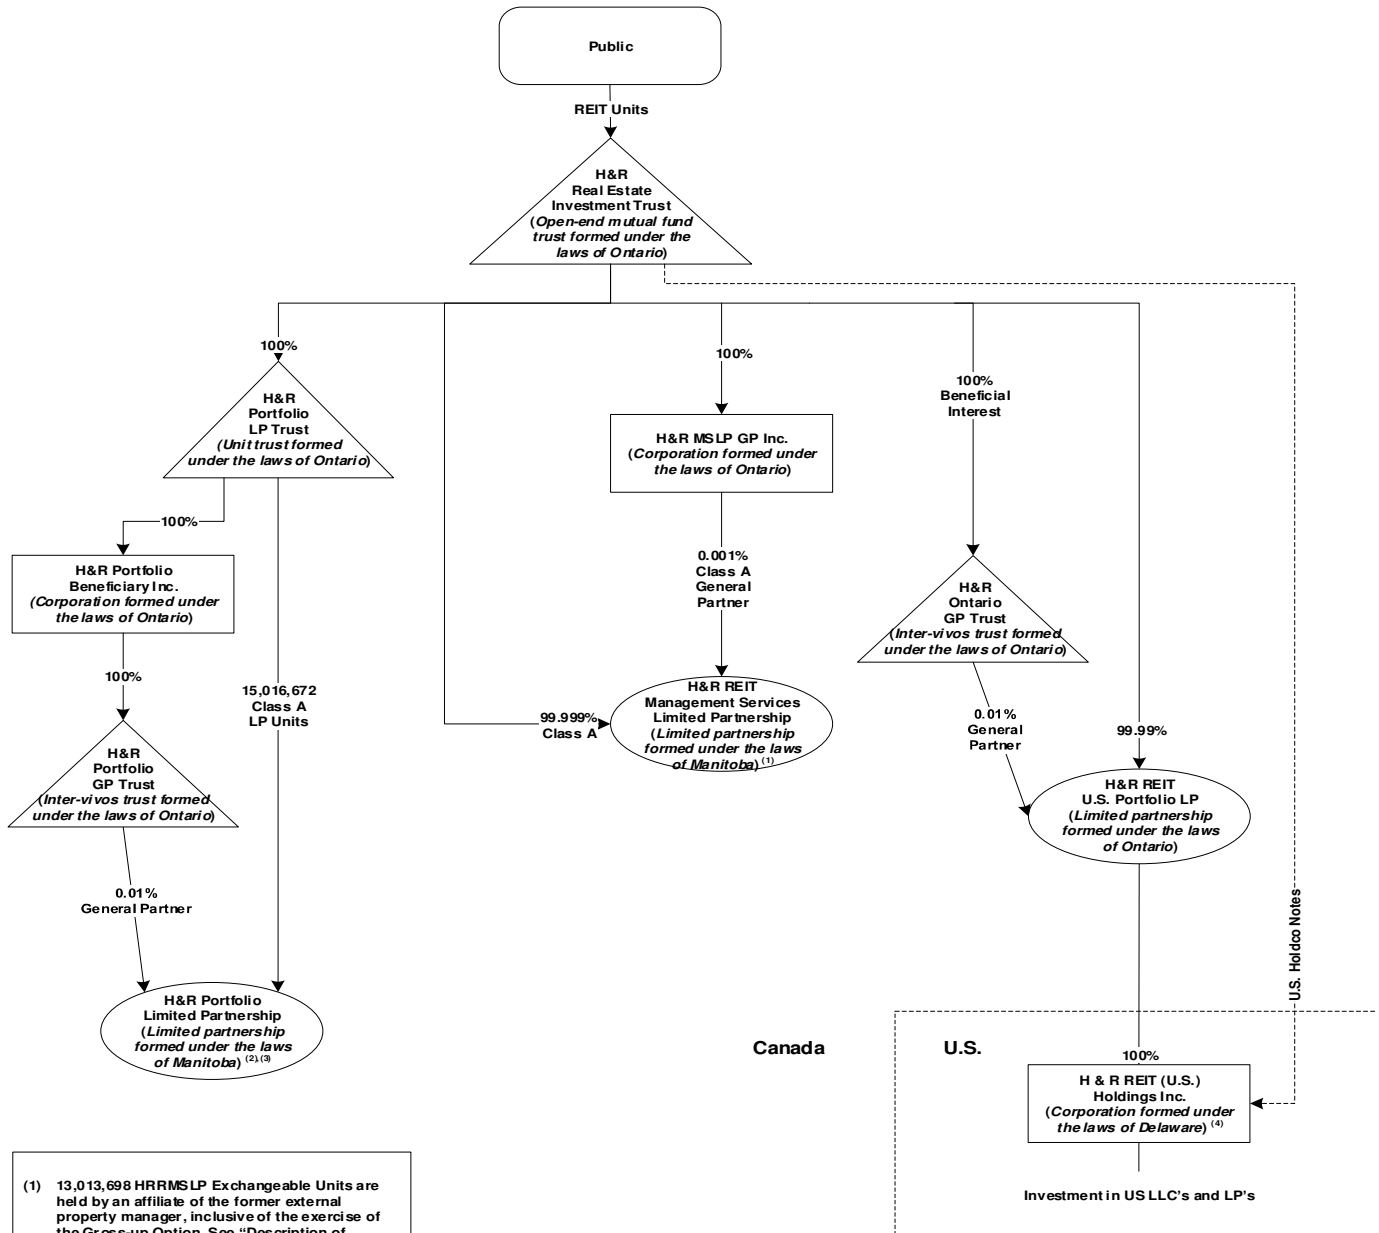 Public
REIT Units
H&R
Real Estate
Investment Trust
(Open-end mutual fund
trust formed under the
laws of Ontario)
100%
H&R
Portfolio
LP Trust
(Unit trust formed
under the laws of Ontario)
100%
H&R Portfolio
Beneficiary Inc.
(Corporation formed under
the laws of Ontario)
100%
H&R
Portfolio
GP Trust
(Inter-vivos trust formed
under the laws of Ontario)
0.01%
General Partner
15,016,672
Class A
LP Units
H&R Portfolio
Limited Partnership
(Limited partnership
formed under the laws
of Manitoba) (2),(3)
99.999%
Class A
100%
H&R MSLP GP Inc.
(Corporation formed under
the laws of Ontario)
0.001%
Class A
General
Partner
H&R REIT
Management Services
Limited Partnership
(Limited partnership
formed under the laws
of Manitoba) (1)
100%
Beneficial
Interest
H&R
Ontario
GP Trust
(Inter-vivos trust formed
under the laws of Ontario)
0.01%
General
Partner
99.99%
H&R REIT
U.S. Portfolio LP
(Limited partnership
formed under the laws
of Ontario)
U.S. Holdco Notes
Canada
U.S.
100%
H & R REIT (U.S.)
Holdings Inc.
(Corporation formed under
the laws of Delaware) (4)
Investment in US LLC's and LP's
(1) 13,013,698 HRRMSLP Exchangeable Units are
held by an affiliate of the former external
property manager, inclusive of the exercise of
the Gross-up Option. See “Description of